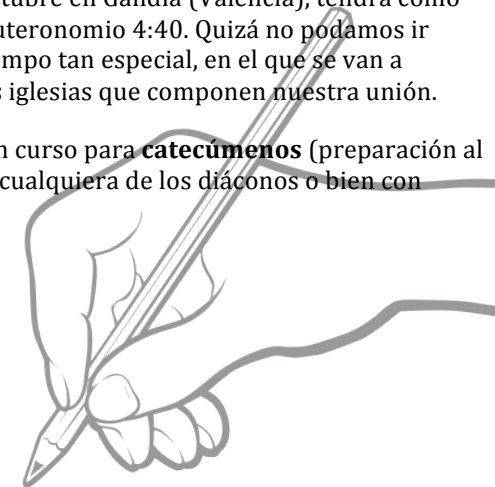 octubre en Gandía (Valencia), tendrá como
uteronomio 4:40. Quizá no podamos ir
mpo tan especial, en el que se van a
s iglesias que componen nuestra unión.
n curso para catecúmenos (preparación al
cualquiera de los diáconos o bien con